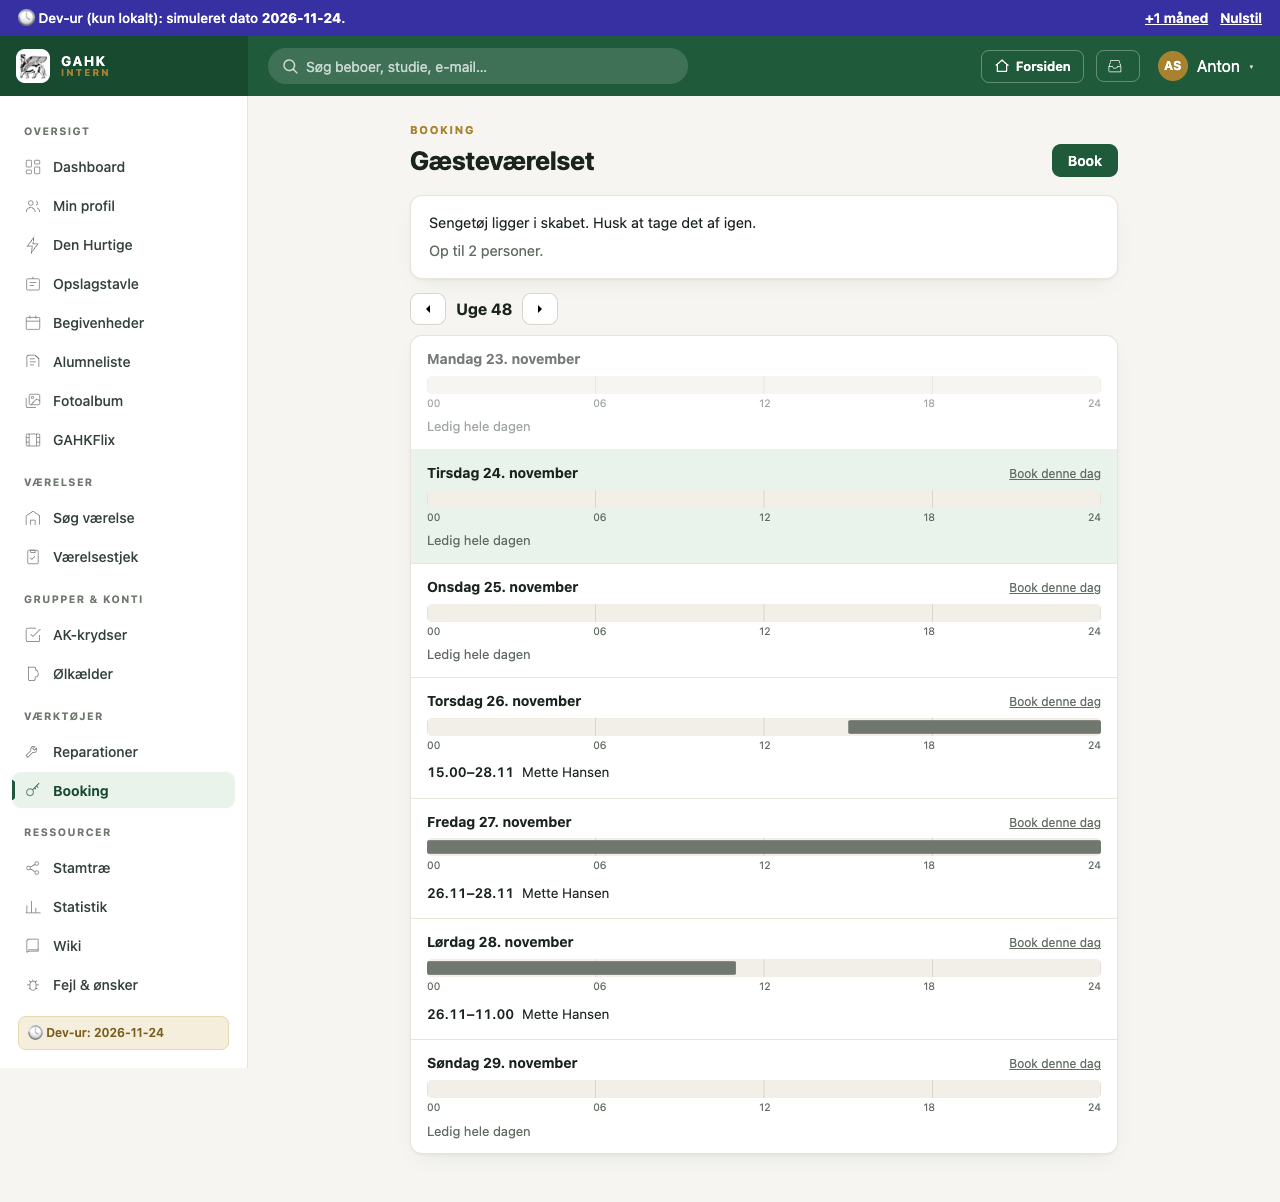 Dev-ur (kun lokalt): simuleret dato 2026-11-24.
+1 måned Nulstil
GAHK
INTERN
Søg beboer, studie, e-mail...
Forsiden
AS Anton
OVERSIGT
Dashboard
Min profil
Den Hurtige
Opslagstavle
Begivenheder
Alumneliste
Fotoalbum
GAHKFlix
VÆRELSER
Søg værelse
Værelsestjek
GRUPPER & KONTI
AK-krydser
Ølkælder
VÆRKTØJER
Reparationer
Booking
RESSOURCER
Stamtræ
Statistik
Wiki
Fejl & ønsker
Dev-ur: 2026-11-24
BOOKING
Gæsteværelset
Book
Sengetøj ligger i skabet. Husk at tage det af igen.
Op til 2 personer.
Uge 48
Mandag 23. november
00 06 12 18 24
Ledig hele dagen
Tirsdag 24. november Book denne dag
00 06 12 18 24
Ledig hele dagen
Onsdag 25. november Book denne dag
00 06 12 18 24
Ledig hele dagen
Torsdag 26. november Book denne dag
00 06 12 18 24
15.00–28.11 Mette Hansen
Fredag 27. november Book denne dag
00 06 12 18 24
26.11–28.11 Mette Hansen
Lørdag 28. november Book denne dag
00 06 12 18 24
26.11–11.00 Mette Hansen
Søndag 29. november Book denne dag
00 06 12 18 24
Ledig hele dagen